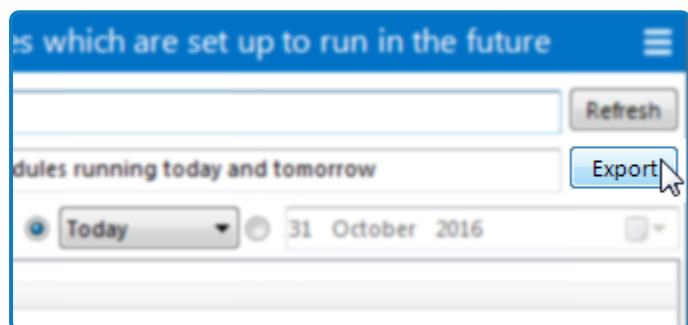 es which are set up to run in the future
Refresh
dules running today and tomorrow
Export
Today 31 October 2016